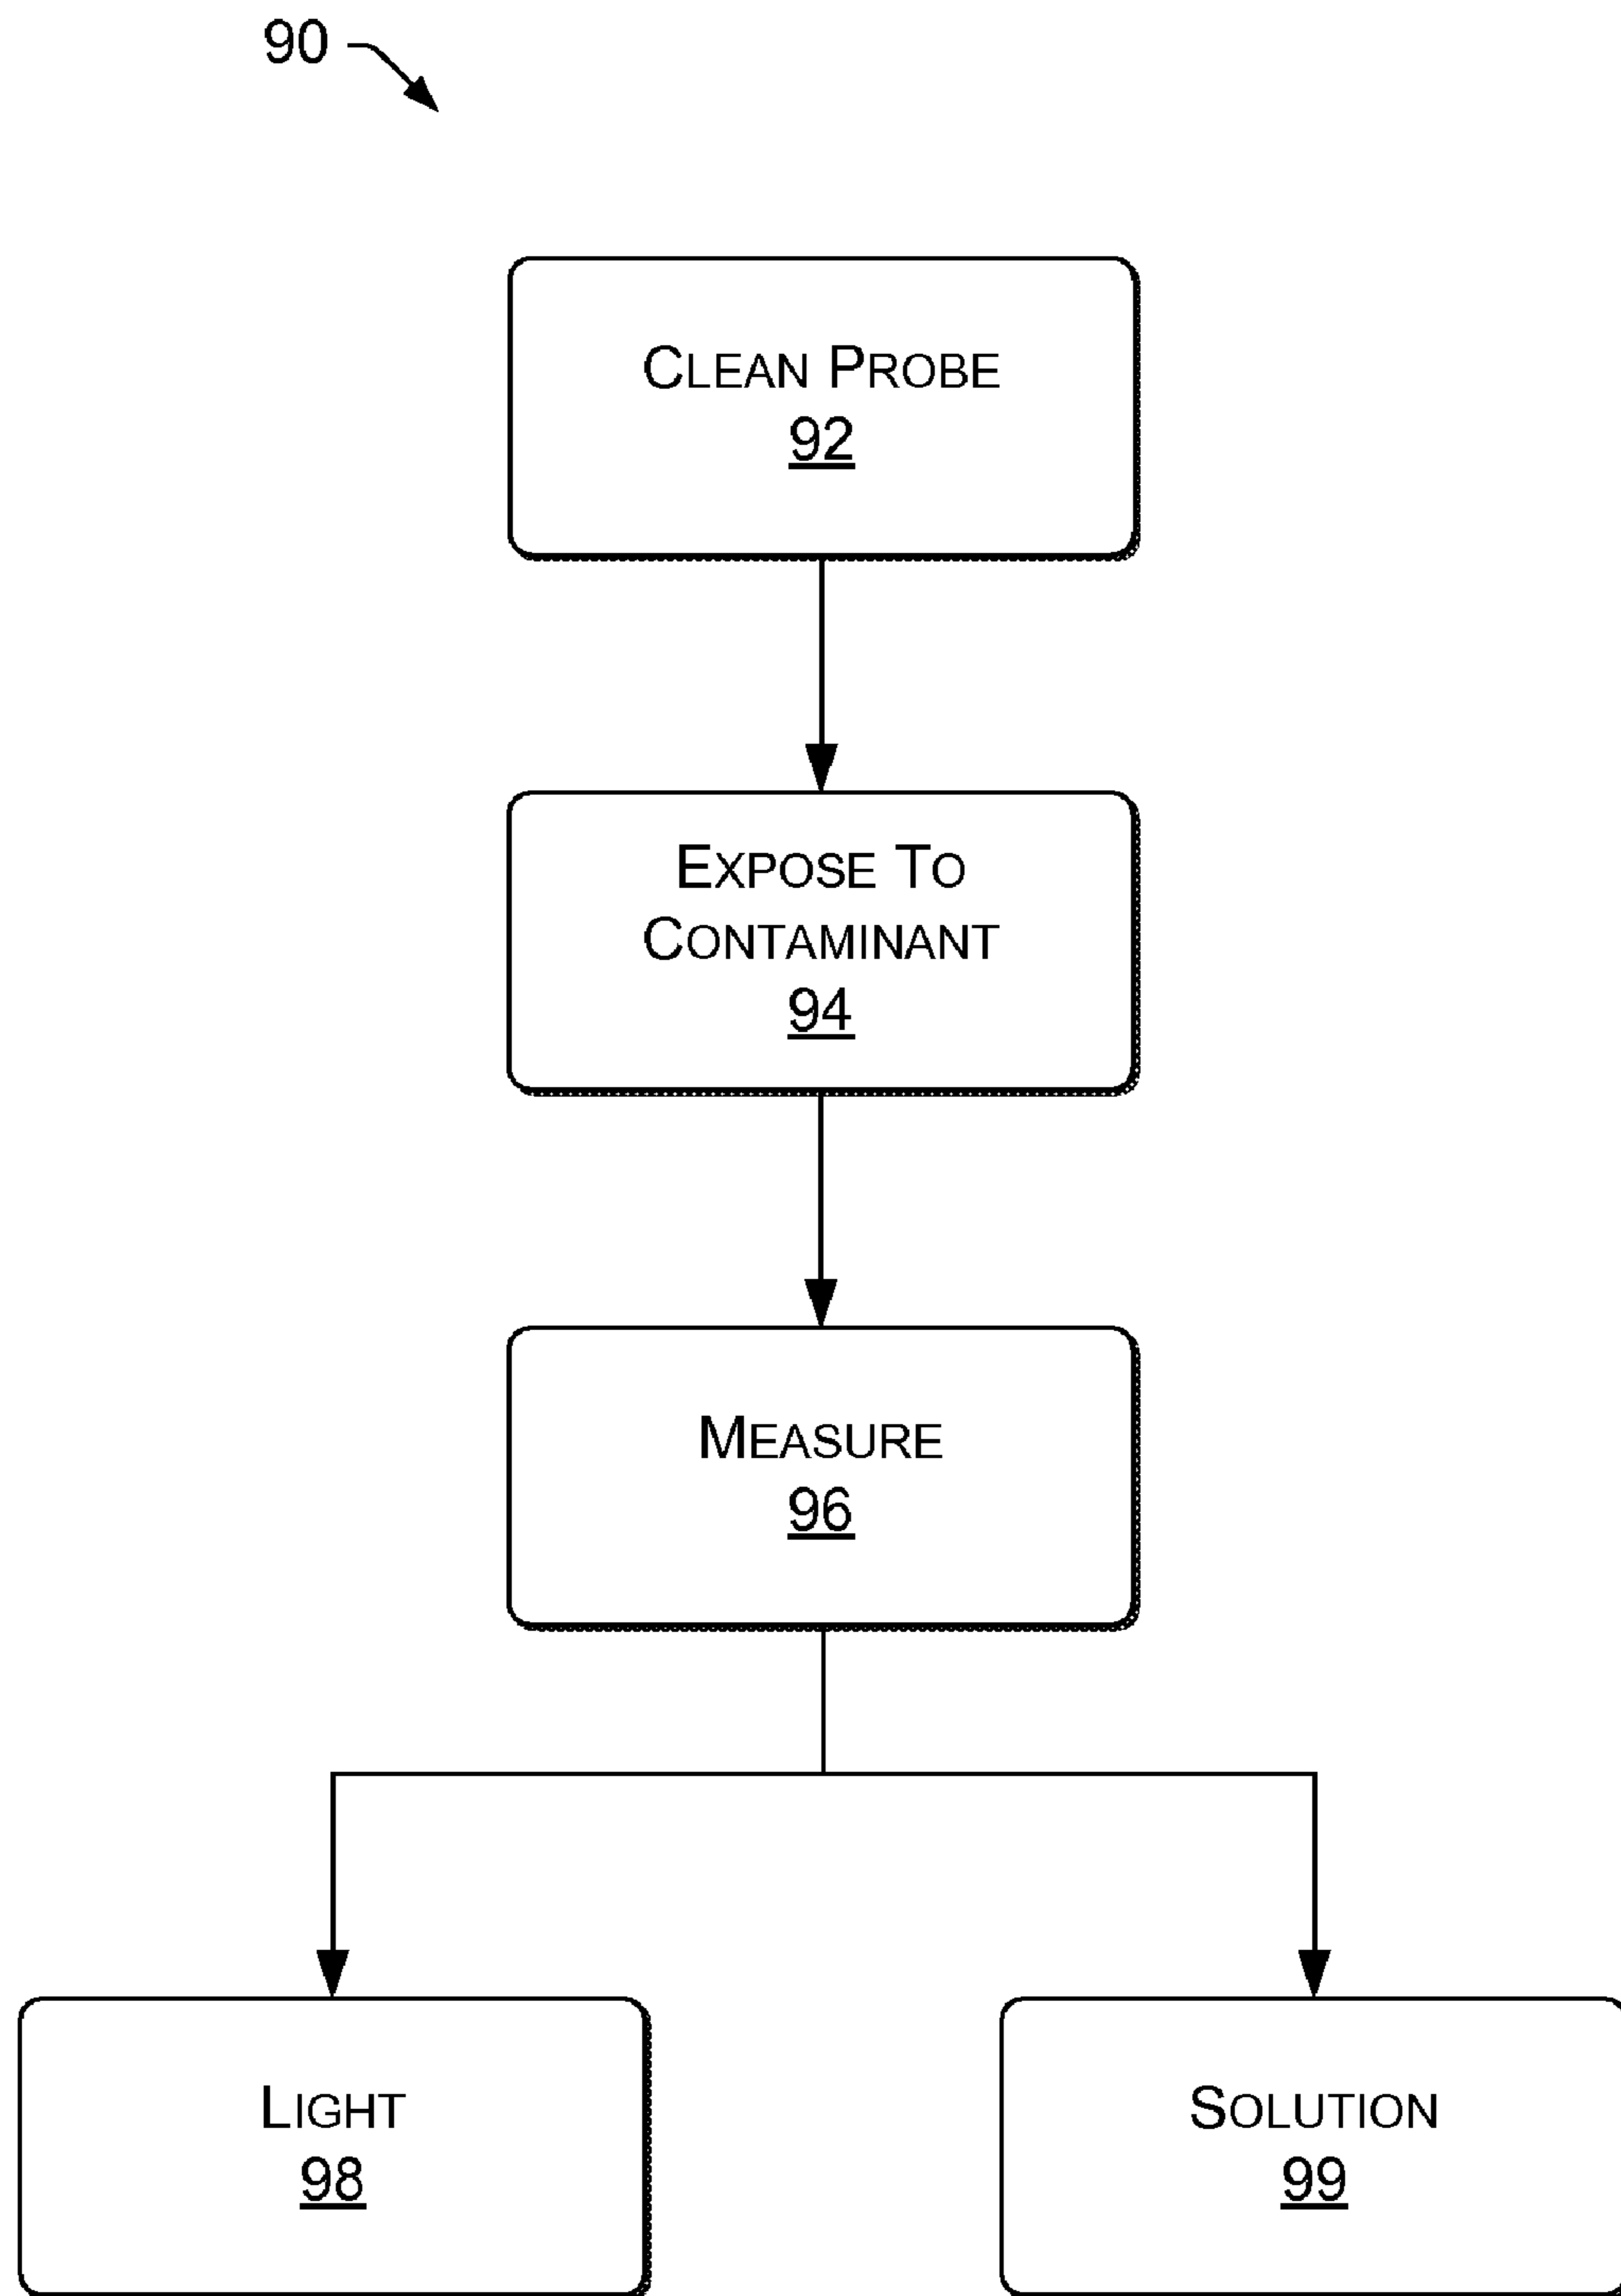 90
CLEAN PROBE
92
EXPOSE TO
CONTAMINANT
94
MEASURE
96
LIGHT
98
SOLUTION
99